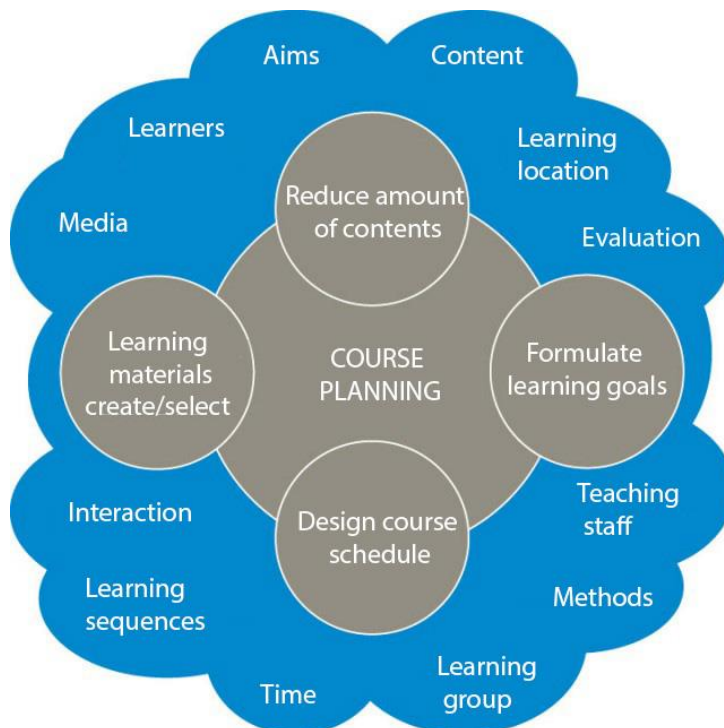 Aims
Content
Learners
Learning
location
Media
Reduce amount
of contents
Evaluation
Learning
materials
create/select
COURSE
PLANNING
Formulate
learning goals
Interaction
Design course
schedule
Teaching
staff
Learning
sequences
Methods
Time
Learning
group